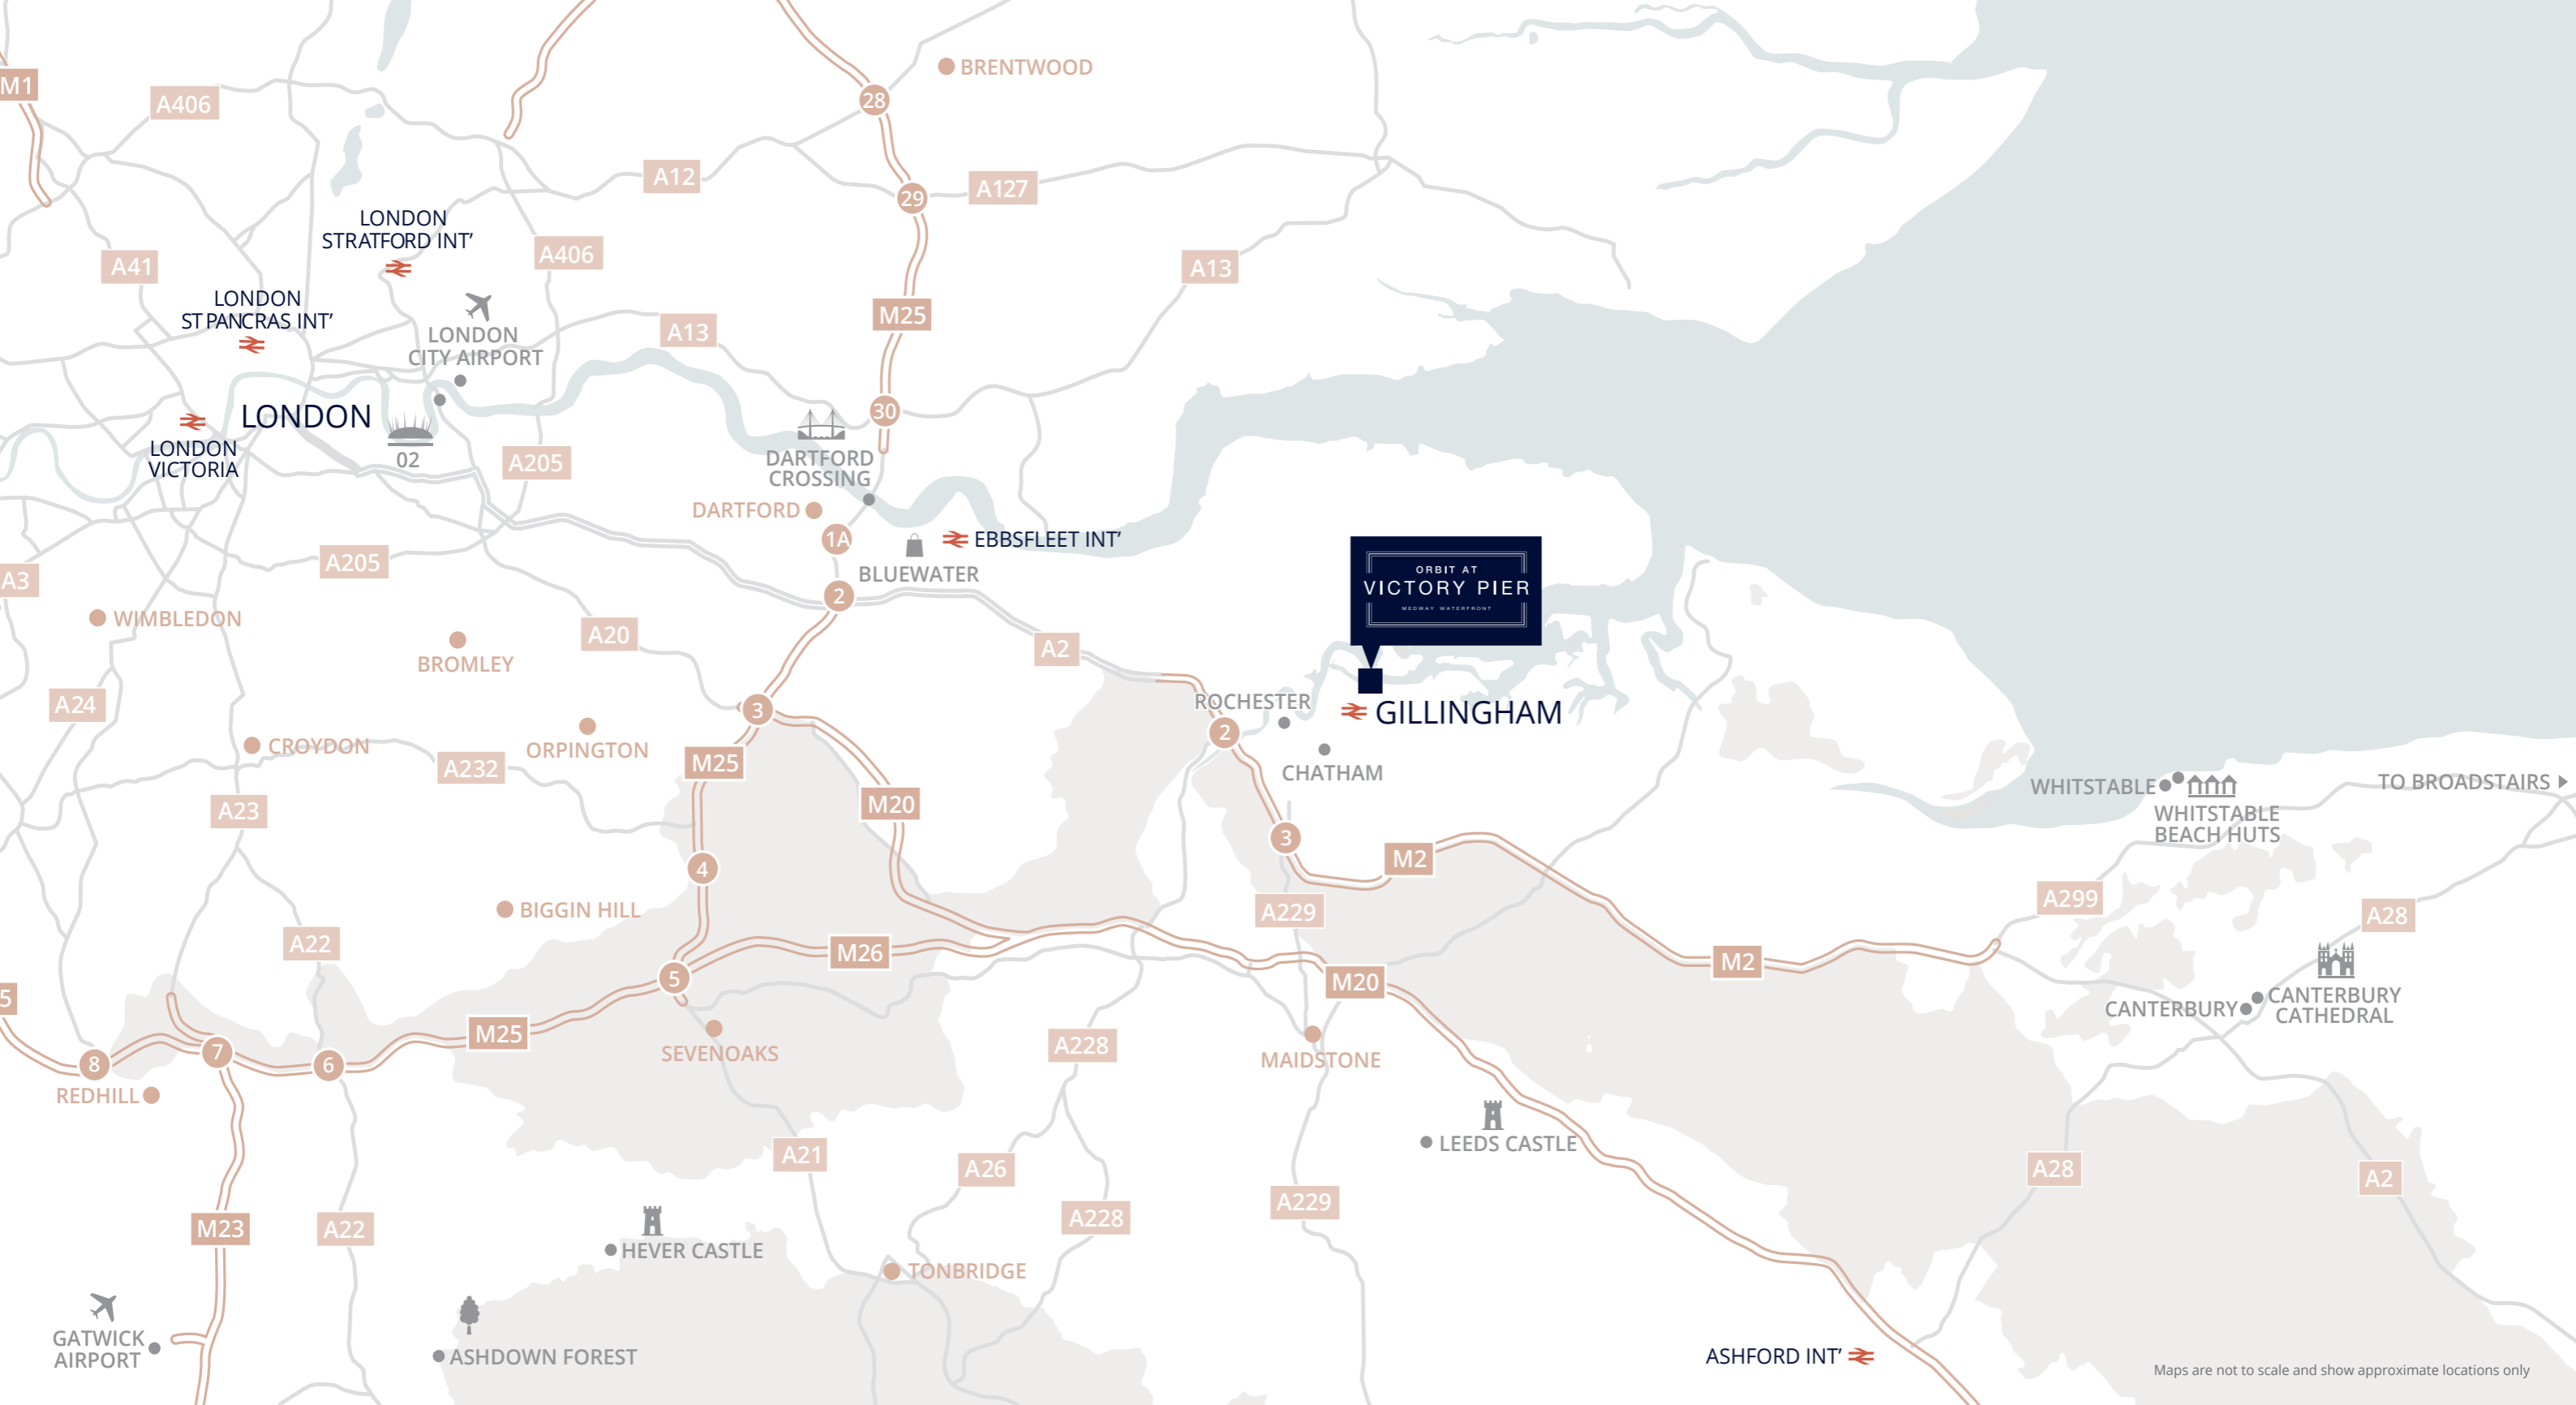 BRENTWOOD
M1
28
A406
A12
29
A127
LONDON
STRATFORD INT'
A406
A41
A13
LONDON
ST PANCRAS INT'
M25
LONDON
CITY AIRPORT
A13
LONDON
30
LONDON
VICTORIA
02
A205
DARTFORD
CROSSING
DARTFORD
1A
EBBSFLEET INT'
A205
BLUEWATER
A3
2
ORBIT AT
VICTORY PIER
MEDWAY WATERFRONT
WIMBLEDON
A20
BROMLEY
A2
A24
ROCHESTER
3
GILLINGHAM
2
CROYDON
ORPINGTON
A232
M25
CHATHAM
WHITSTABLE
TO BROADSTAIRS
A23
M20
WHITSTABLE
BEACH HUTS
3
4
M2
A299
BIGGIN HILL
A229
A28
A22
M26
M2
5
5
M20
CANTERBURY
CANTERBURY
CATHEDRAL
M25
SEVENOAKS
A228
MAIDSTONE
8
7
6
REDHILL
LEEDS CASTLE
A21
A26
A28
A2
M23
A22
A228
A229
HEVER CASTLE
TONBRIDGE
GATWICK
AIRPORT
ASHDOWN FOREST
ASHFORD INT'
Maps are not to scale and show approximate locations only